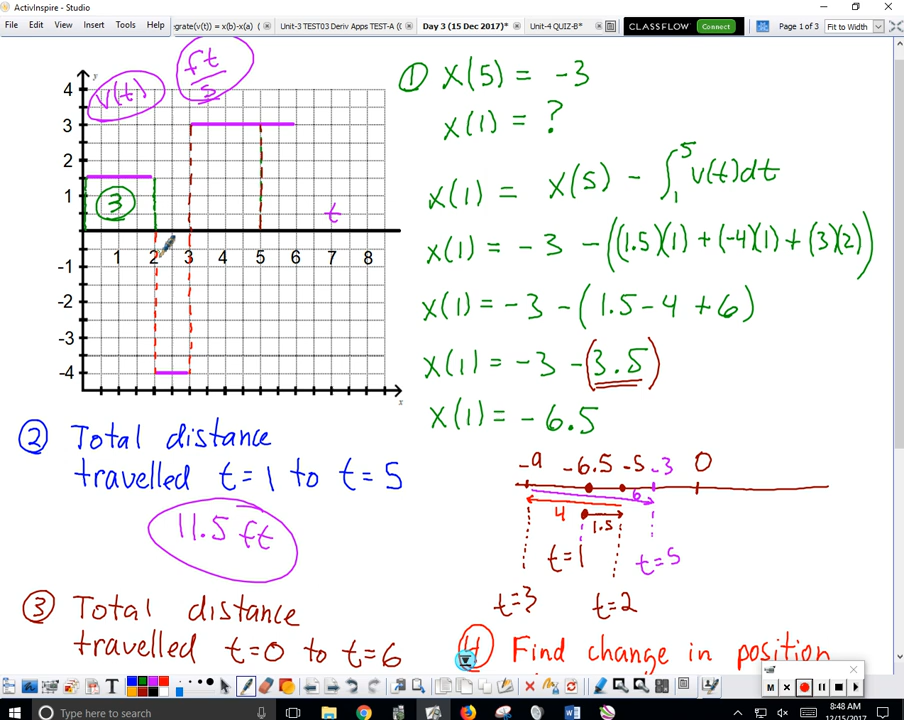 ActivInspire - Studio
File Edit View Insert Tools Help
-grate(v(t)) = x(b)-x(a) (
Unit-3 TEST03 Deriv Apps TEST-A (
Day 3 (15 Dec 2017)*
Unit-4 QUIZ-B*
CLASSFLOW Connect
Page 1 of 3
Fit to Width
y
v(t)
ft
s
4
3
2
1
-1
-2
-3
-4
3
t
1 2 3 4 5 6 7 8
x
① x(5) = -3
x(1) = ?
x(1) = x(5) - ∫₁⁵ v(t)dt
x(1) = -3 - ((1.5)(1) + (-4)(1) + (3)(2))
x(1) = -3 - (1.5 - 4 + 6)
x(1) = -3 - (3.5)
x(1) = -6.5
② Total distance
travelled t=1 to t=5
11.5 ft
-9 -6.5 -5 -3 0
6
4
1.5
t=1
t=5
t=3
t=2
③ Total distance
travelled t=0 to t=6
④ Find change in position
T
M
Type here to search
8:48 AM
12/15/2017